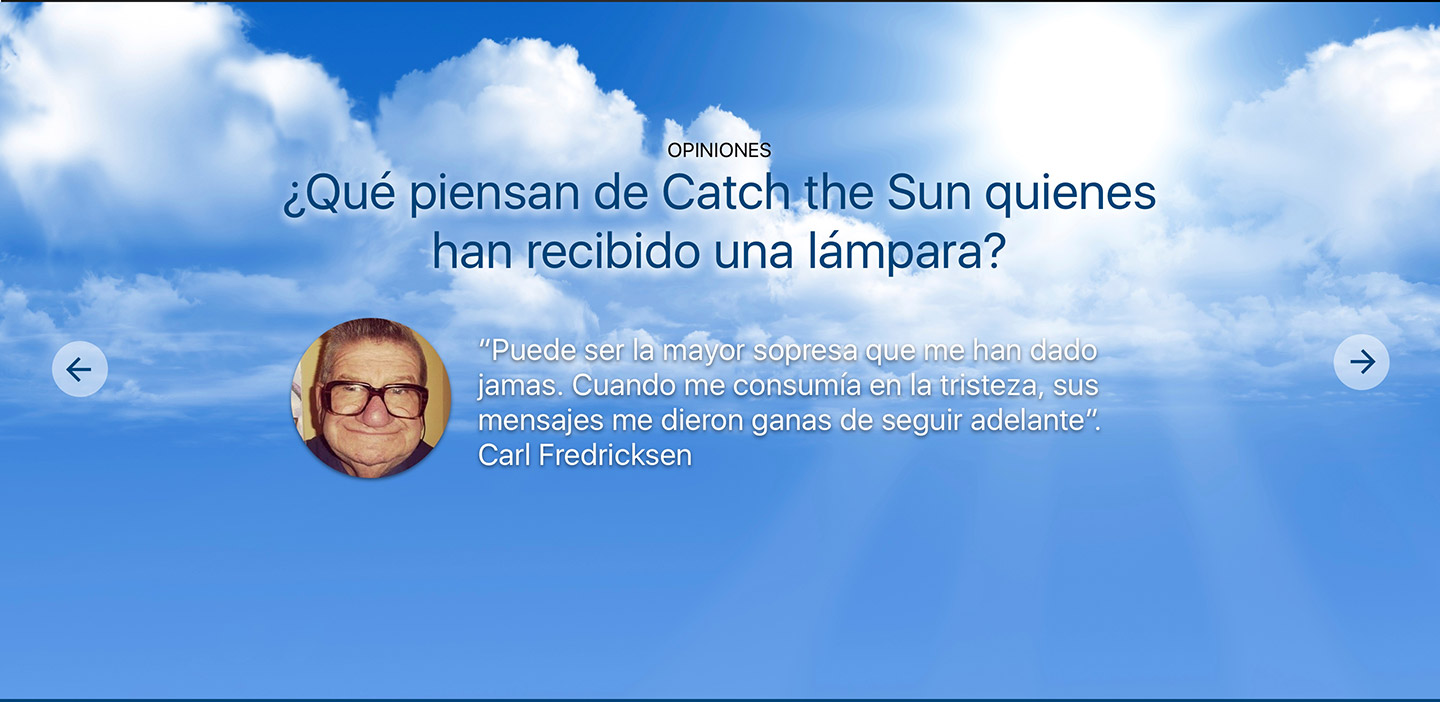 OPINIONES
¿Qué piensan de Catch the Sun quienes
han recibido una lámpara?
“Puede ser la mayor sopresa que me han dado
jamas. Cuando me consumía en la tristeza, sus
mensajes me dieron ganas de seguir adelante”.
Carl Fredricksen